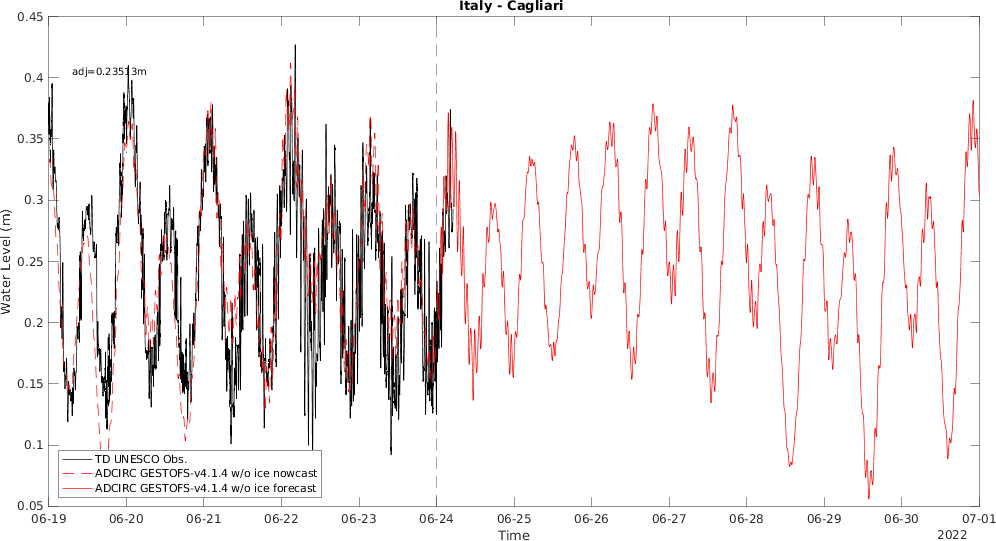 Italy - Cagliari
0.45
0.4
0.35
0.3
0.25
0.2
0.15
0.1
0.05
Water Level (m)
adj=0.23513m
TD UNESCO Obs.
ADCIRC GESTOFS-v4.1.4 w/o ice nowcast
ADCIRC GESTOFS-v4.1.4 w/o ice forecast
06-19 06-20 06-21 06-22 06-23 06-24 06-25 06-26 06-27 06-28 06-29 06-30 07-01
Time
2022